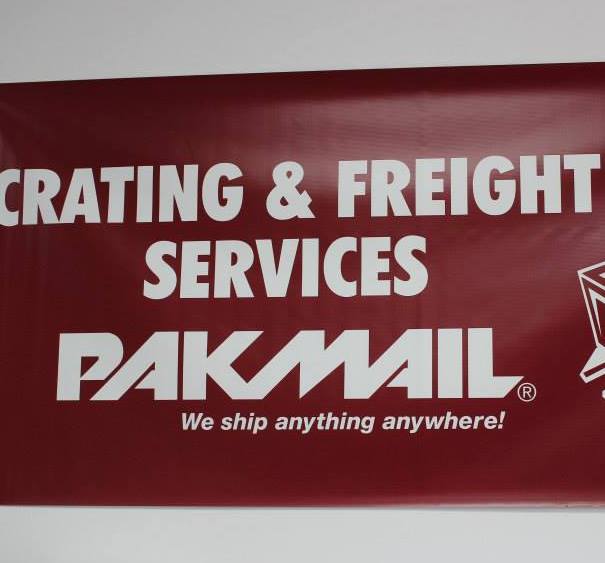 CRATING & FREIGHT
SERVICES
PAKMAIL®
We ship anything anywhere!